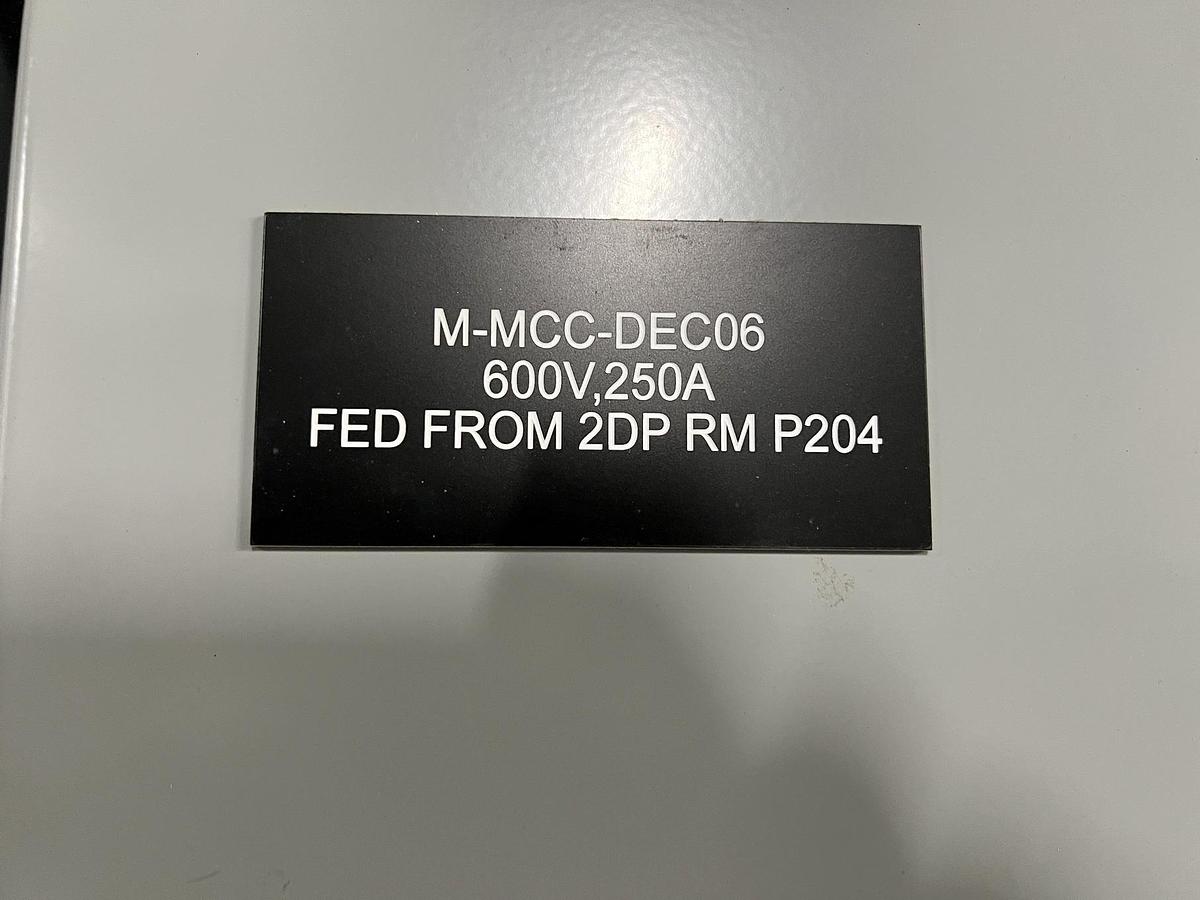 M-MCC-DEC06
600V,250A
FED FROM 2DP RM P204